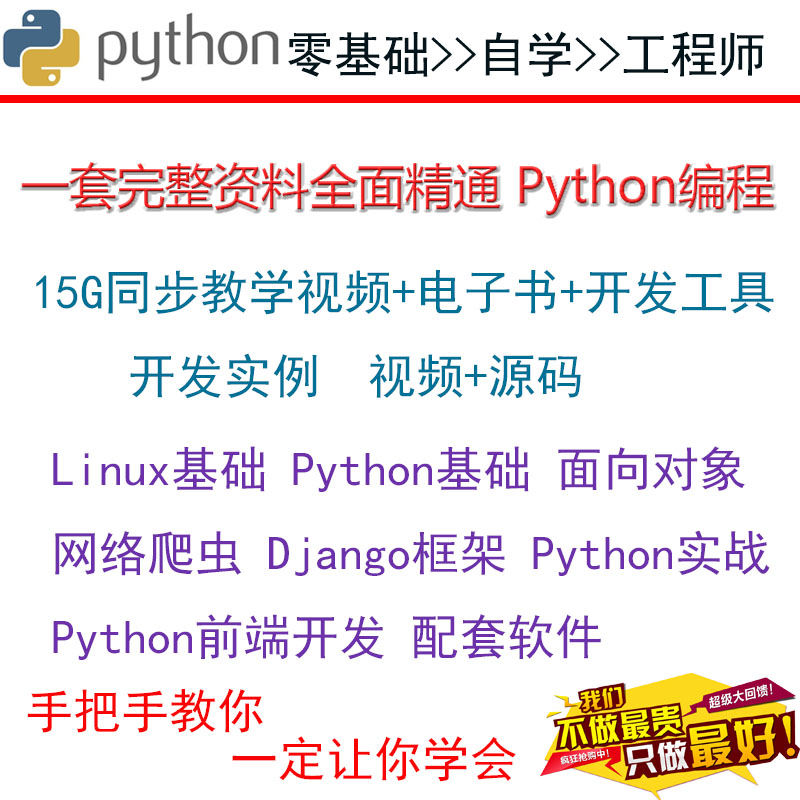 python 零基础>>自学>>工程师
一套完整资料全面精通 Python编程
15G同步教学视频+电子书+开发工具
开发实例 视频+源码
Linux基础 Python基础 面向对象
网络爬虫 Django框架 Python实战
Python前端开发 配套软件
手把手教你
一定让你学会
我们
超级大回馈!
不做最贵
只做最好!
疯狂抢购中!